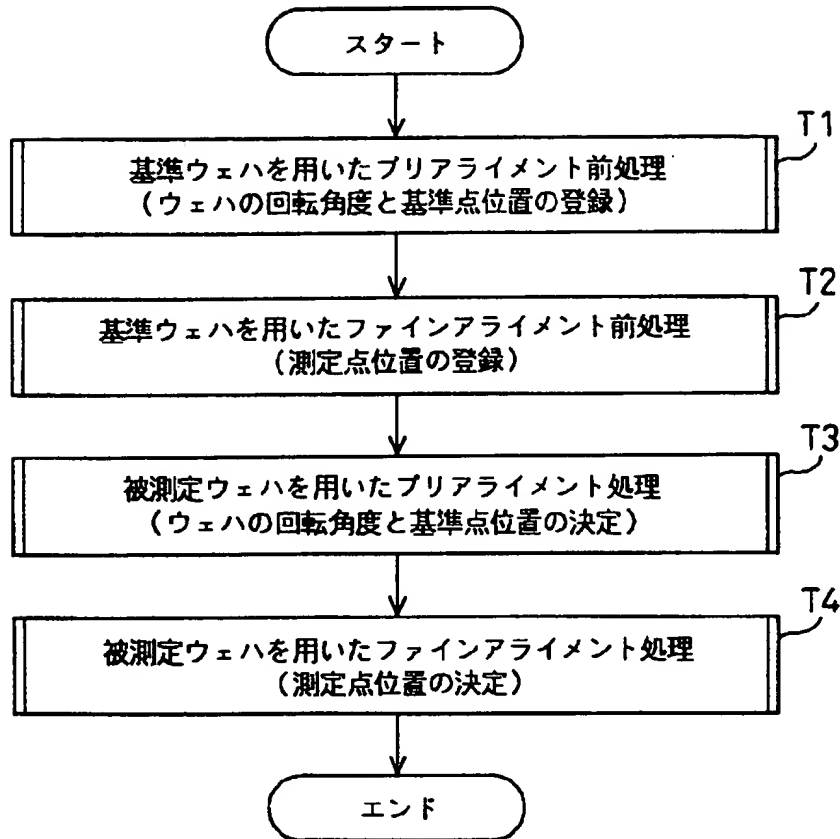 スタート
T1
基準ウェハを用いたプリアライメント前処理
(ウェハの回転角度と基準点位置の登録)
T2
基準ウェハを用いたファインアライメント前処理
(測定点位置の登録)
T3
被測定ウェハを用いたプリアライメント処理
(ウェハの回転角度と基準点位置の決定)
T4
被測定ウェハを用いたファインアライメント処理
(測定点位置の決定)
エンド